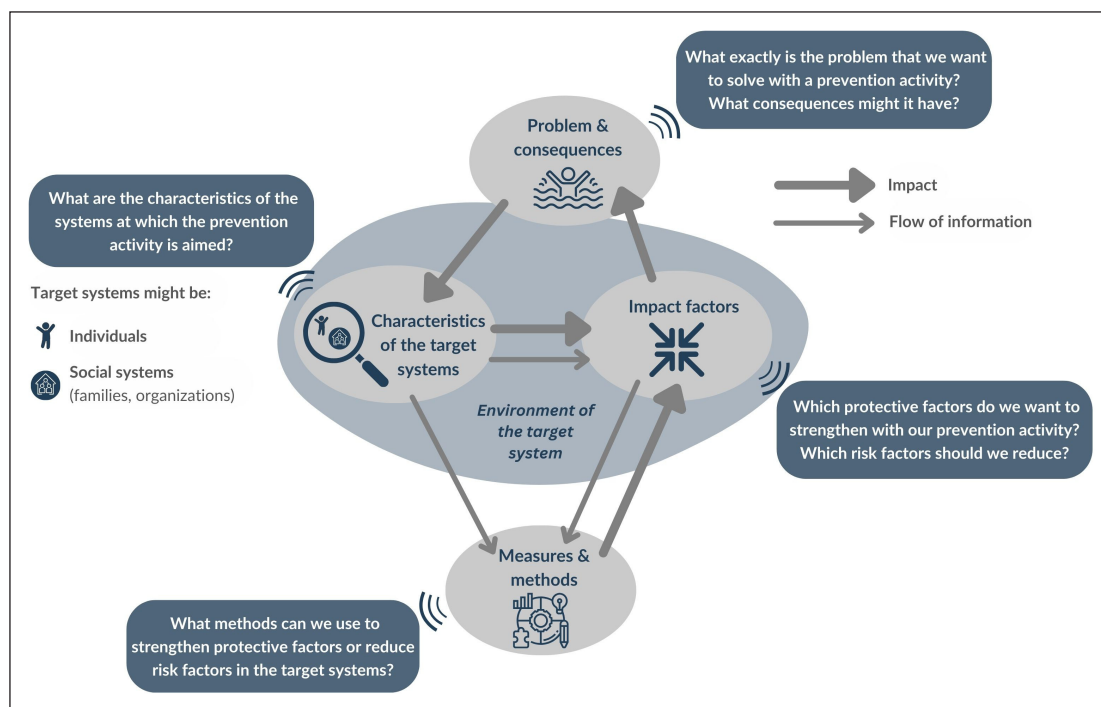 What exactly is the problem that we want
to solve with a prevention activity?
What consequences might it have?
Problem &
consequences
Impact
Flow of information
What are the characteristics of the
systems at which the prevention
activity is aimed?
Target systems might be:
Individuals
Social systems
(families, organizations)
Characteristics
of the target
systems
Impact factors
Environment of
the target
system
Which protective factors do we want to
strengthen with our prevention activity?
Which risk factors should we reduce?
Measures &
methods
What methods can we use to
strengthen protective factors or reduce
risk factors in the target systems?